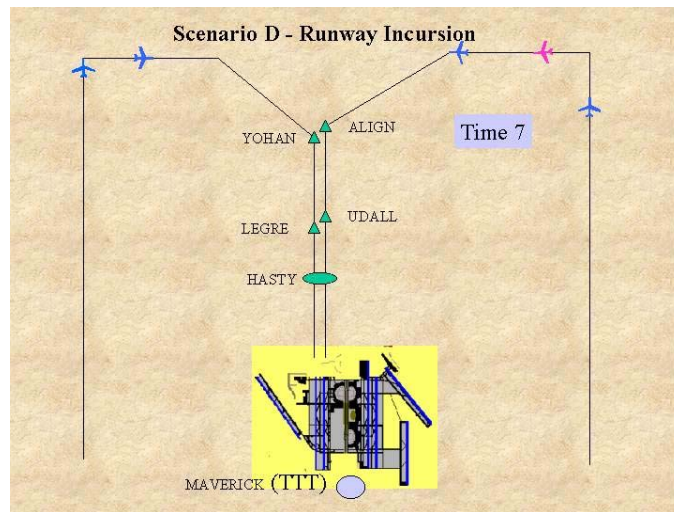 Scenario D - Runway Incursion
ALIGN
YOHAN
Time 7
UDALL
LEGRE
HASTY
MAVERICK (TTT)